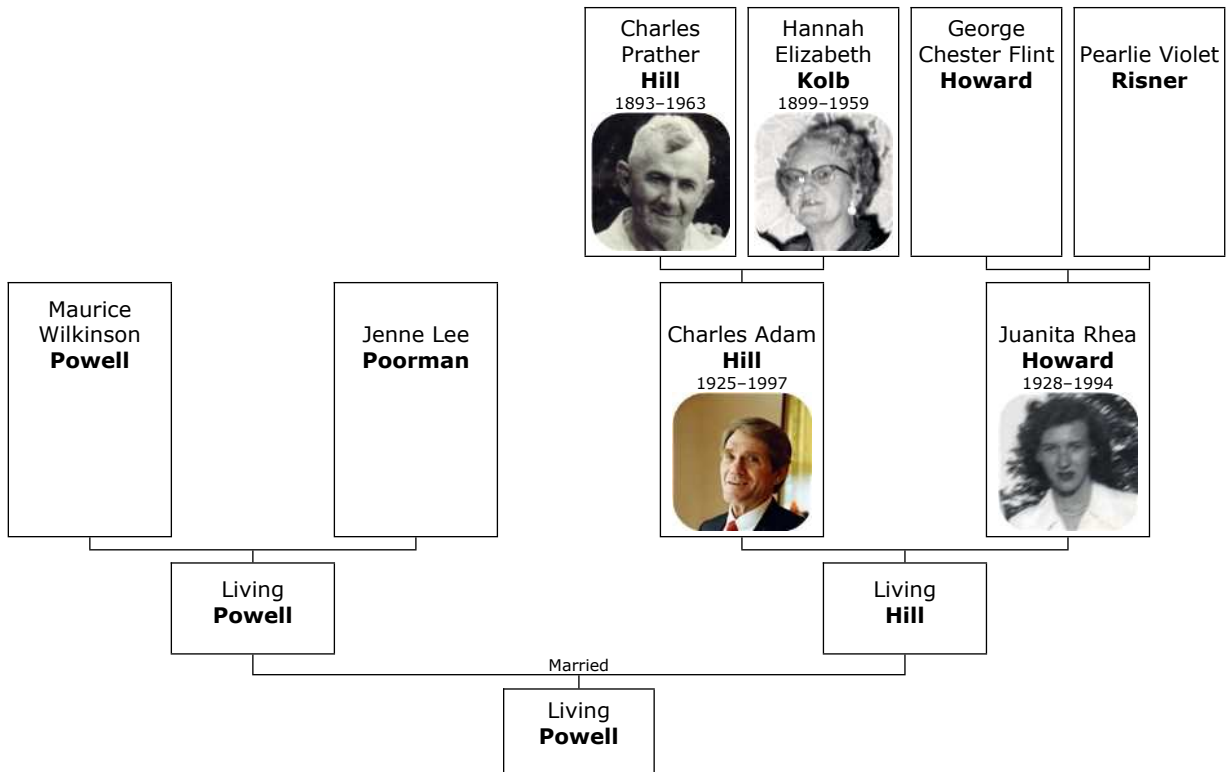 Charles
Prather
Hill
1893–1963
Hannah
Elizabeth
Kolb
1899–1959
George
Chester Flint
Howard
Pearlie Violet
Risner
Maurice
Wilkinson
Powell
Jenne Lee
Poorman
Charles Adam
Hill
1925–1997
Juanita Rhea
Howard
1928–1994
Living
Powell
Living
Hill
Married
Living
Powell